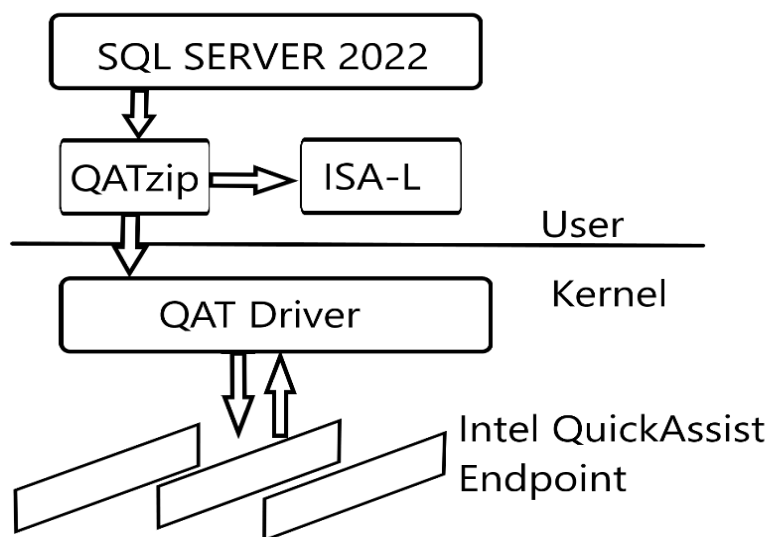 SQL SERVER 2022
QATzip
ISA-L
User
Kernel
QAT Driver
Intel QuickAssist
Endpoint